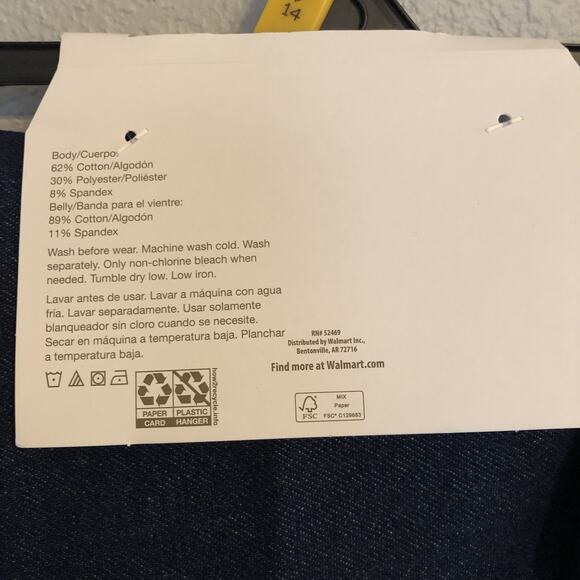 14
Body/Cuerpo:
62% Cotton/Algodón
30% Polyester/Poliéster
8% Spandex
Belly/Banda para el vientre:
89% Cotton/Algodón
11% Spandex
Wash before wear. Machine wash cold. Wash
separately. Only non-chlorine bleach when
needed. Tumble dry low. Low iron.
Lavar antes de usar. Lavar a máquina con agua
fría. Lavar separadamente. Usar solamente
blanqueador sin cloro cuando se necesite.
Secar en máquina a temperatura baja. Planchar
a temperatura baja.
RN# 52469
Distributed by Walmart Inc.,
Bentonville, AR 72716
Find more at Walmart.com
PAPER
CARD
PLASTIC
HANGER
how2recycle.info
FSC
MIX
Paper
FSC® C129683